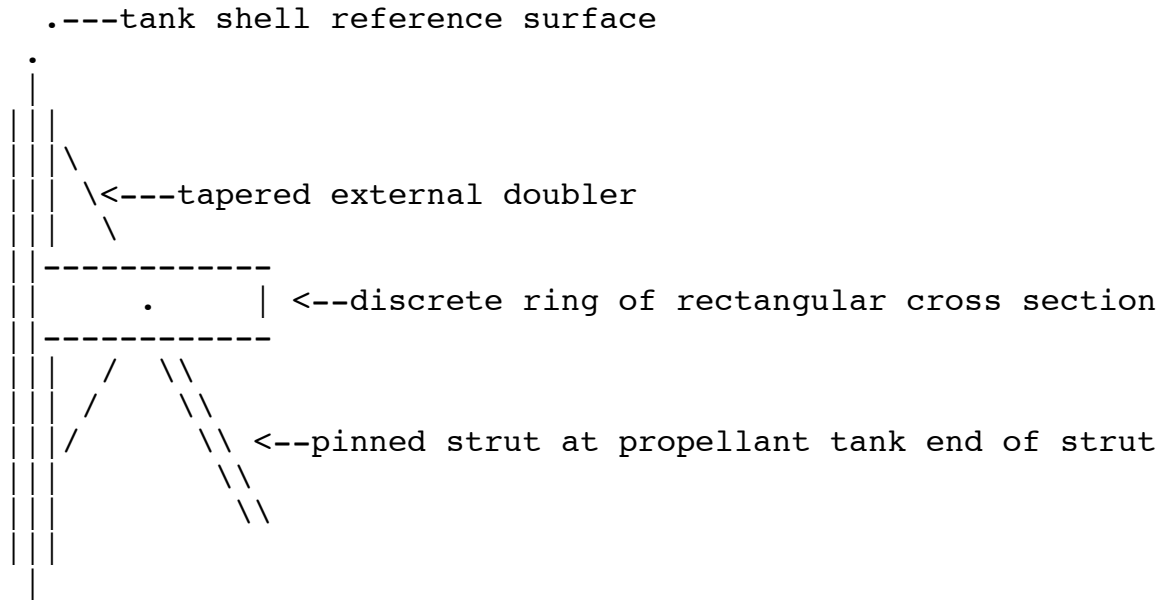 .---tank shell reference surface
<---tapered external doubler
<--discrete ring of rectangular cross section
<--pinned strut at propellant tank end of strut